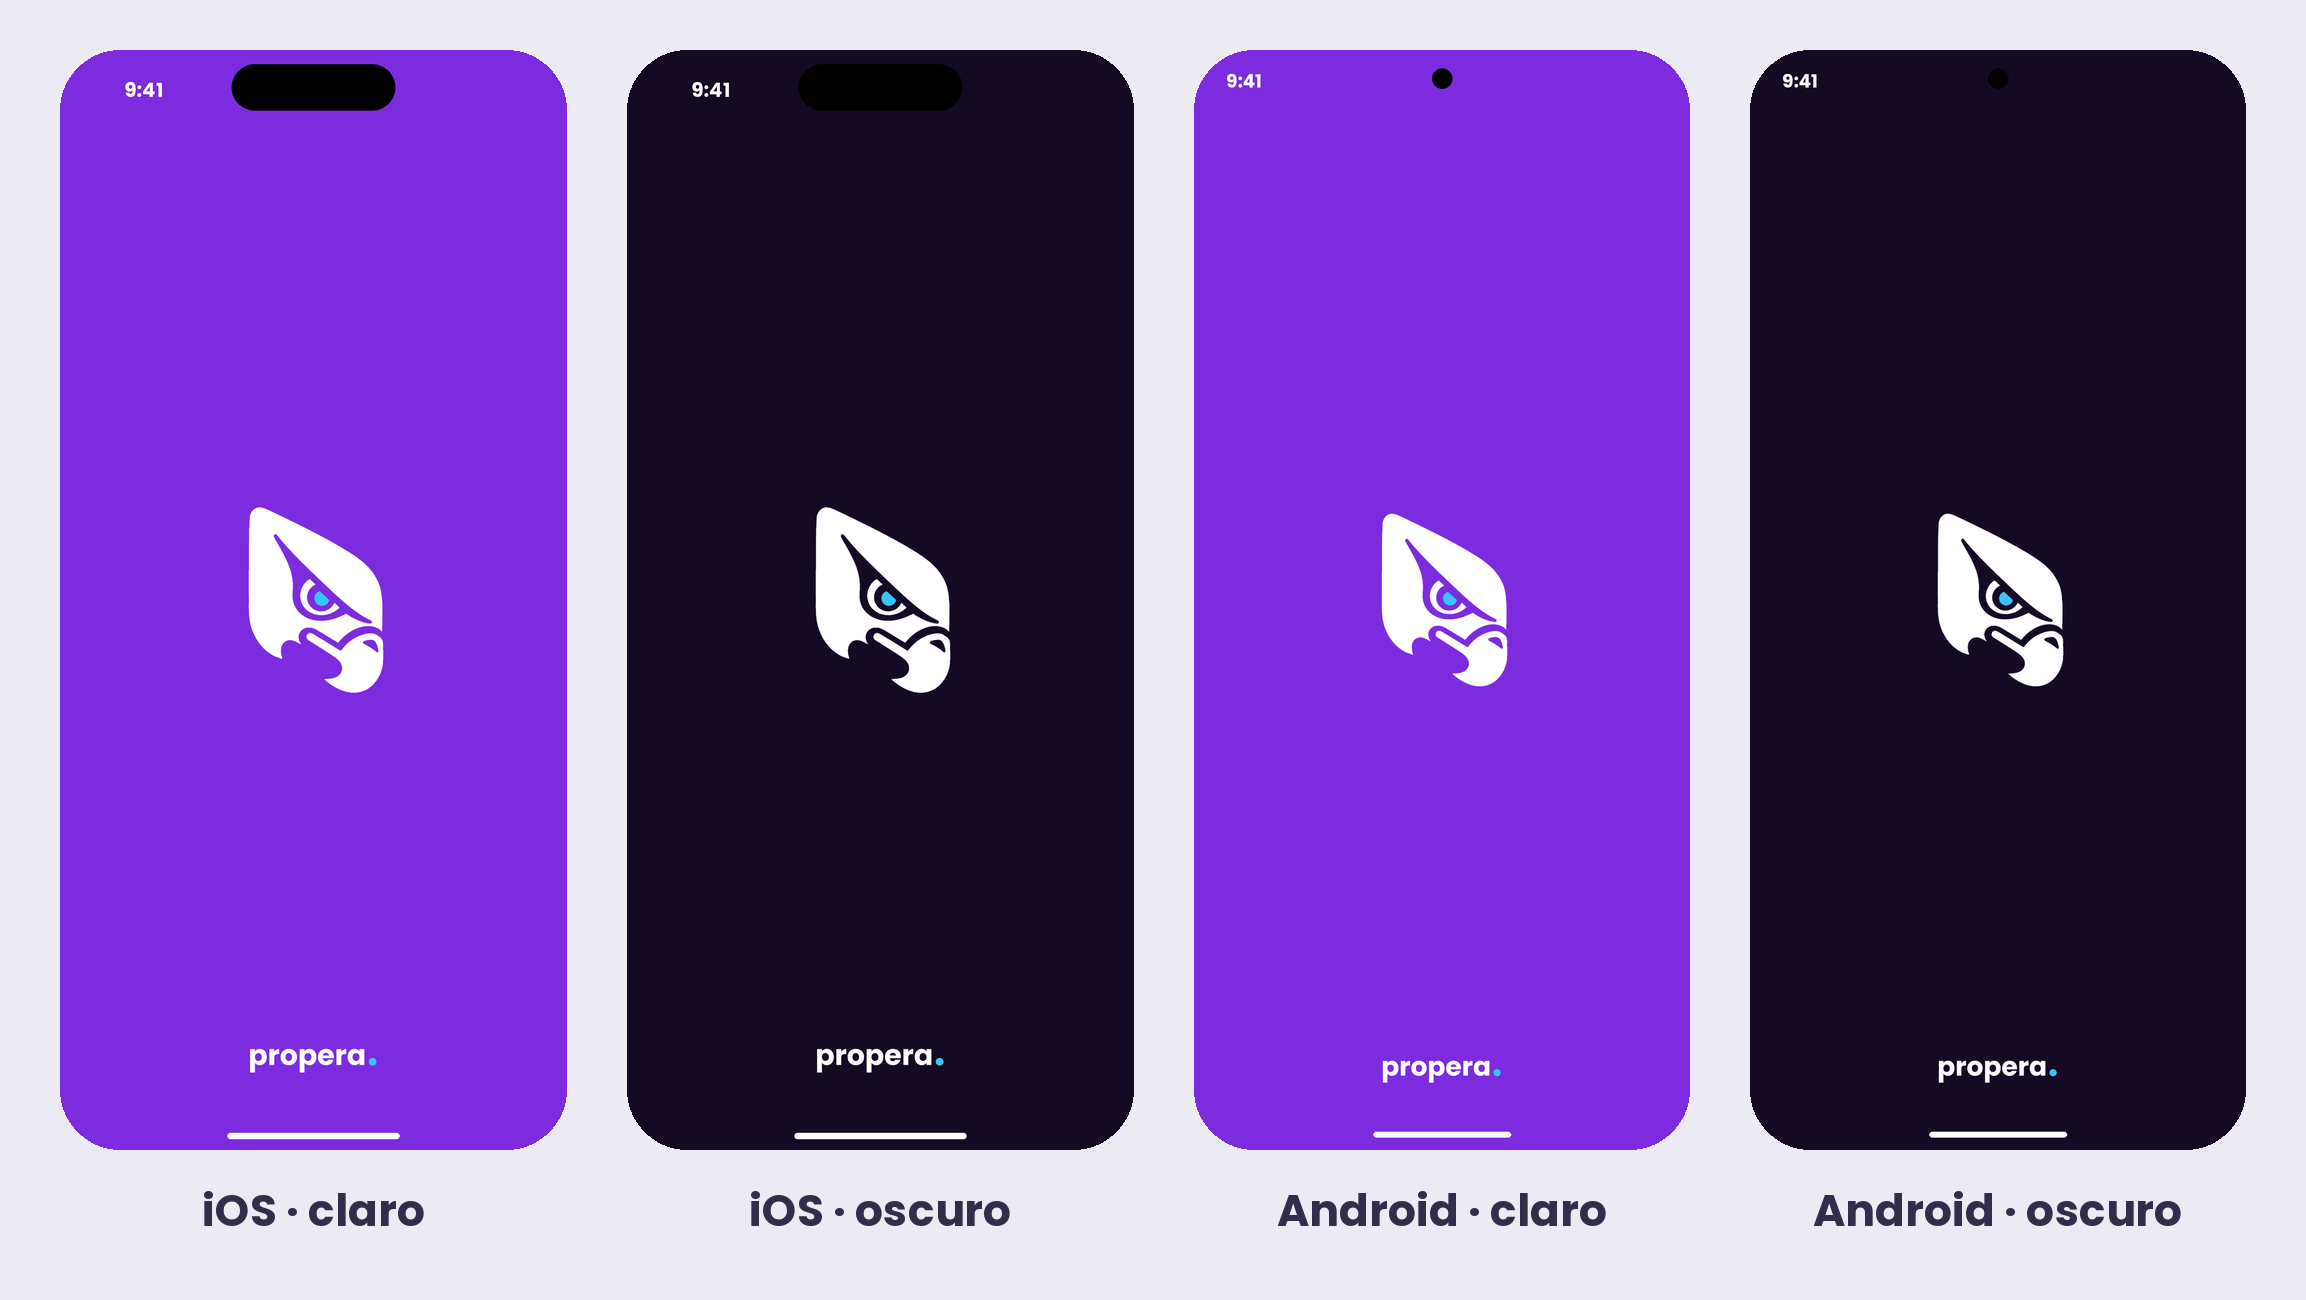 9:41
9:41
9:41
9:41
propera.
propera.
propera.
propera.
iOS · claro
iOS · oscuro
Android · claro
Android · oscuro